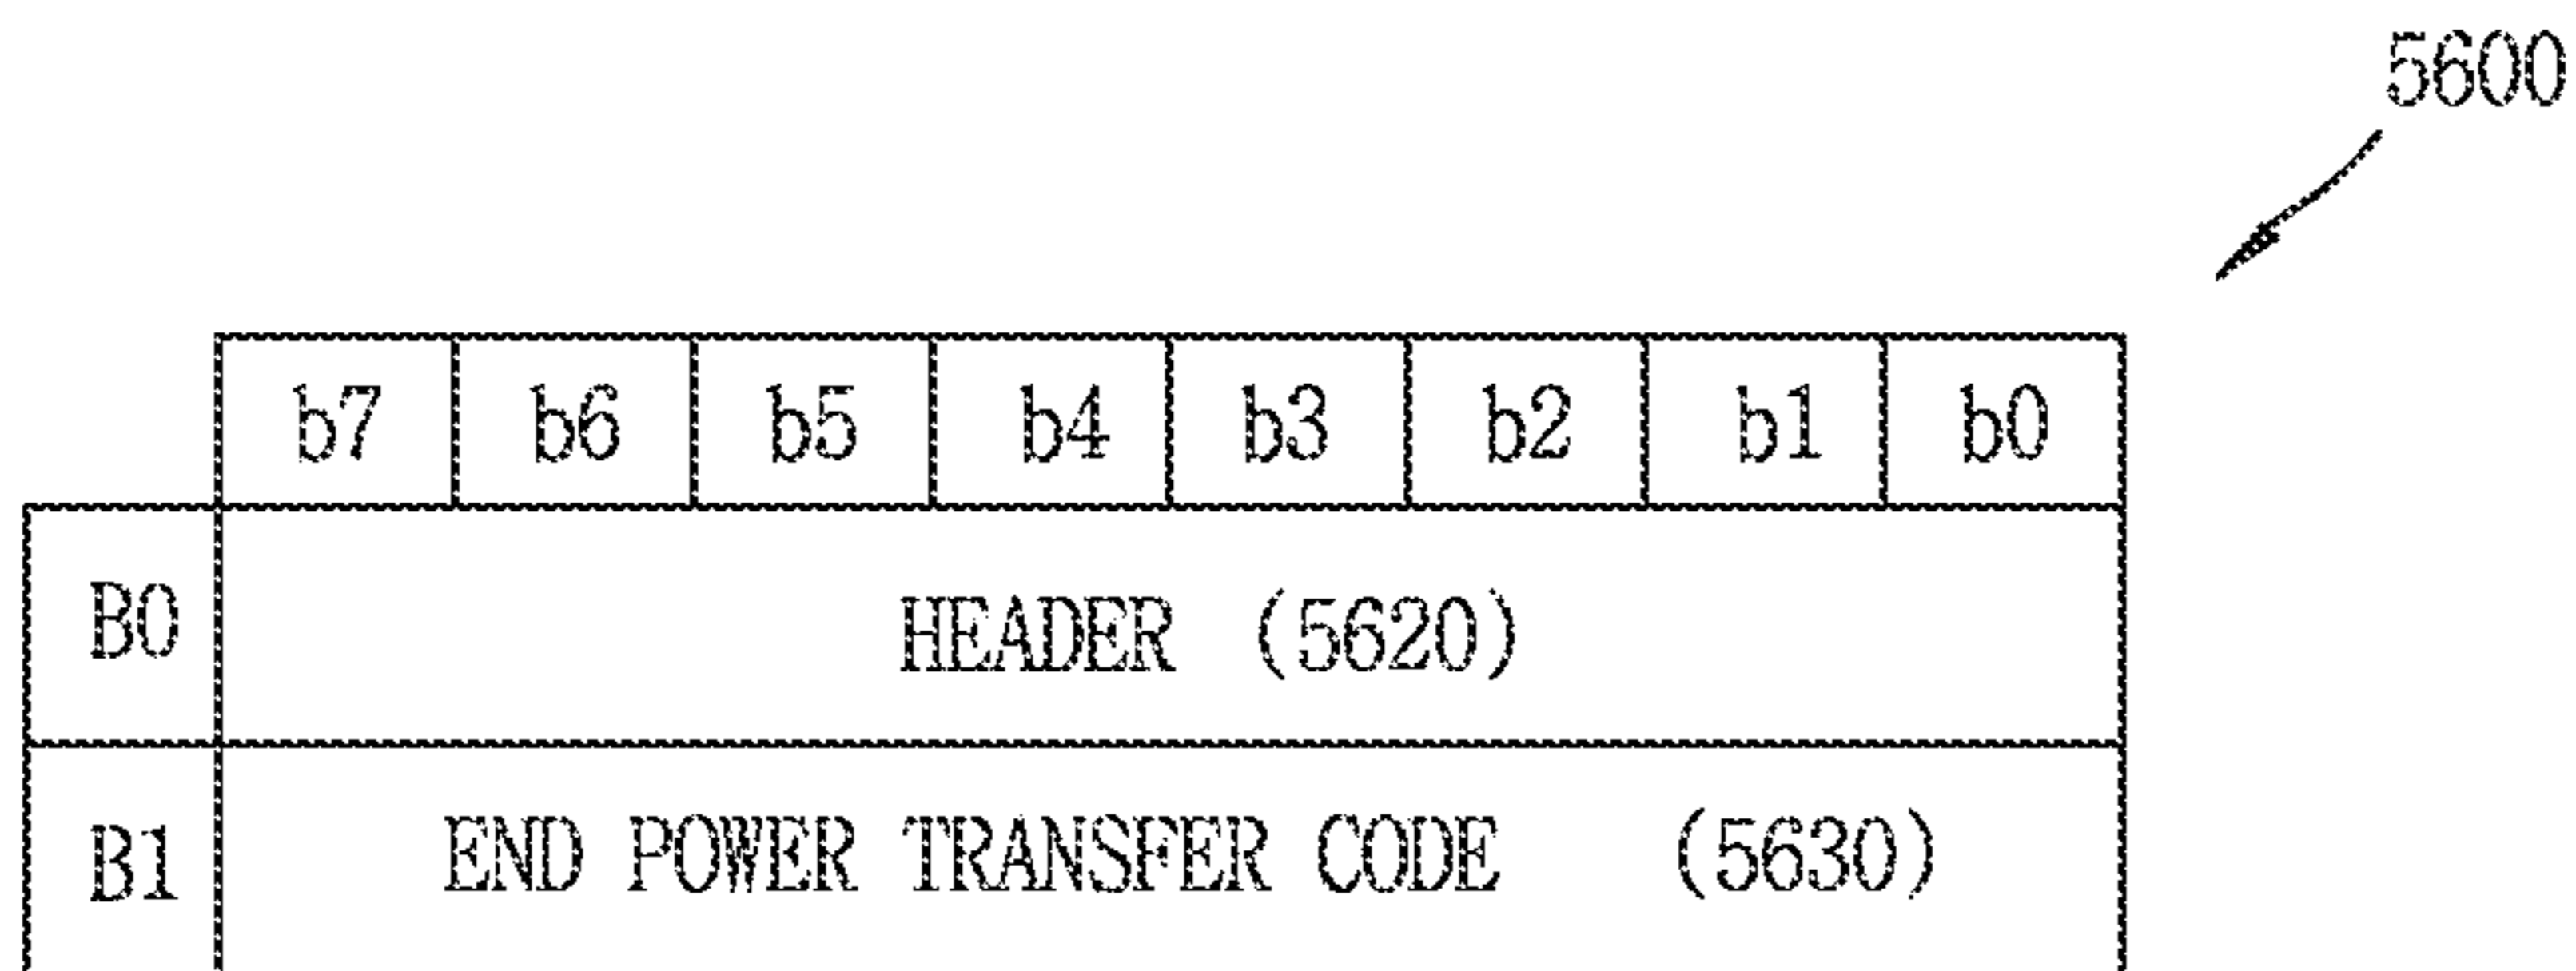 5600
b7 b6 b5 b4 b3 b2 b1 b0
B0 HEADER (5620)
B1 END POWER TRANSFER CODE (5630)